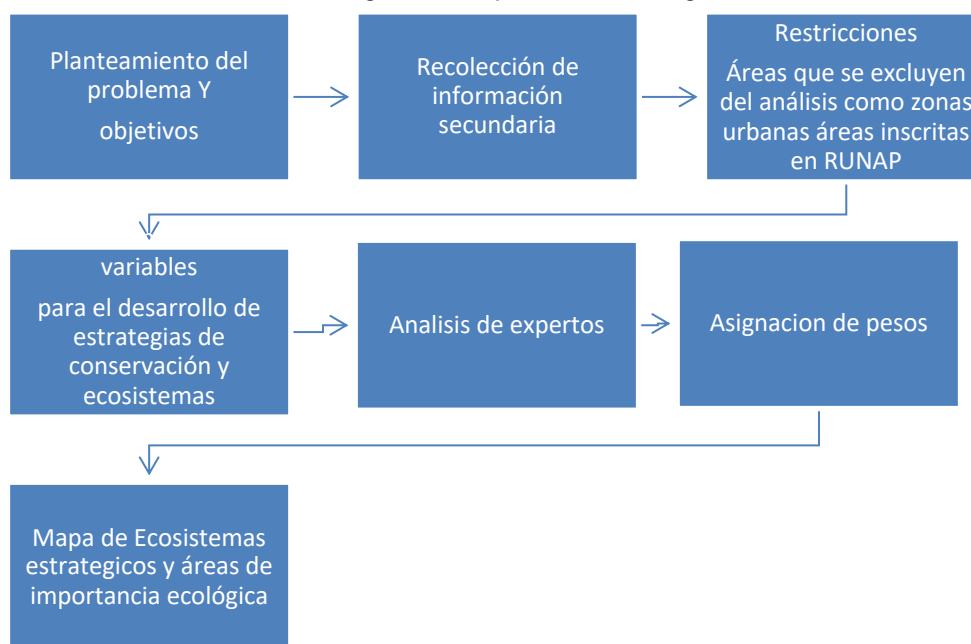 Planteamiento del
problema Y
objetivos
Recolección de
información
secundaria
Restricciones
Áreas que se excluyen
del análisis como zonas
urbanas áreas inscritas
en RUNAP
variables
para el desarrollo de
estrategias de
conservación y
ecosistemas
Analisis de expertos
Asignacion de pesos
Mapa de Ecosistemas
estrategicos y áreas de
importancia ecológica